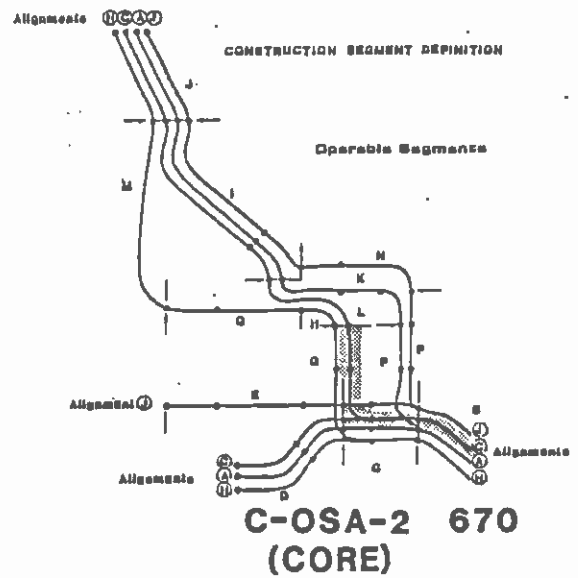 Alignments Ⓗ Ⓒ Ⓐ Ⓙ
CONSTRUCTION SEGMENT DEFINITION
J
Operable Segments
M
I
N
K
L
Q
H
G
P
P
E
Alignment Ⓙ
B
Ⓙ
Ⓒ
Ⓐ Alignments
Ⓗ
Ⓒ
Alignments Ⓐ
Ⓗ
D
G
C-OSA-2 670
(CORE)